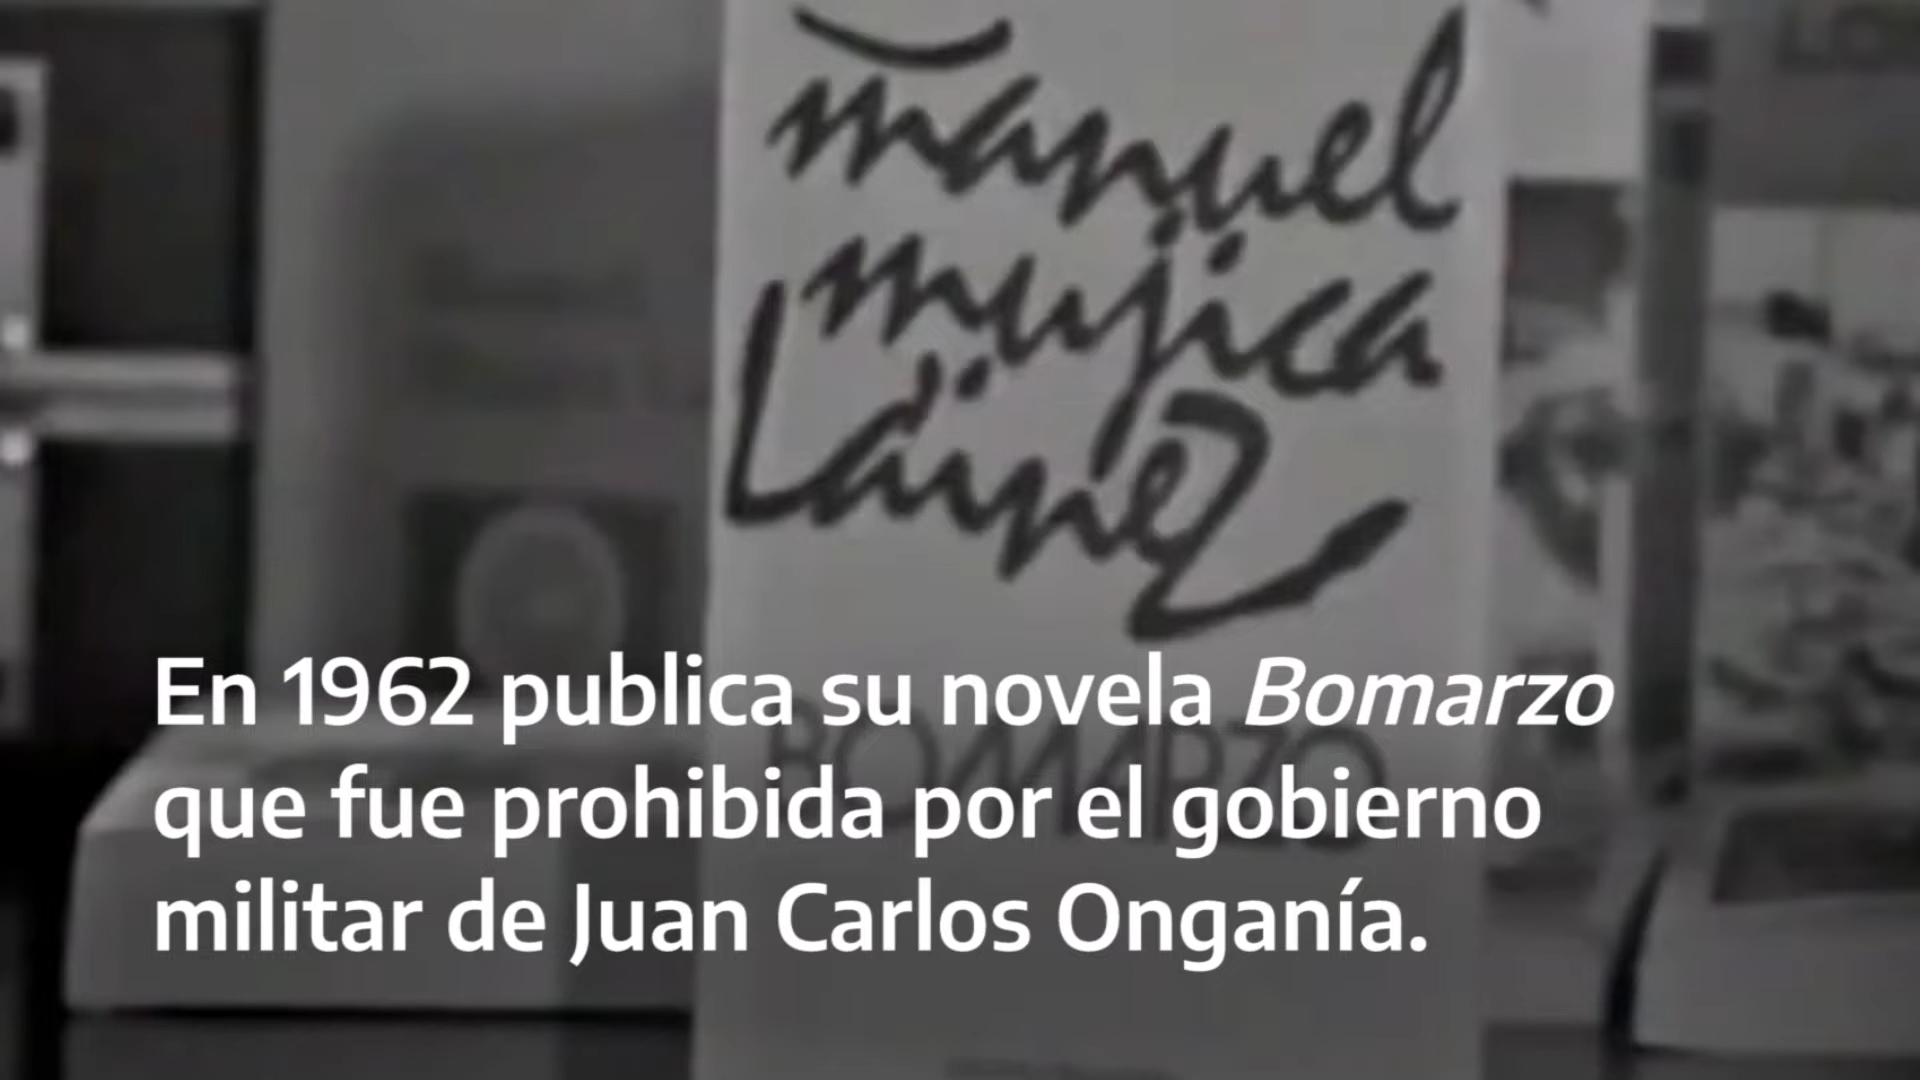 manuel
mujica
Láinez
BOMARZO
En 1962 publica su novela Bomarzo
que fue prohibida por el gobierno
militar de Juan Carlos Onganía.